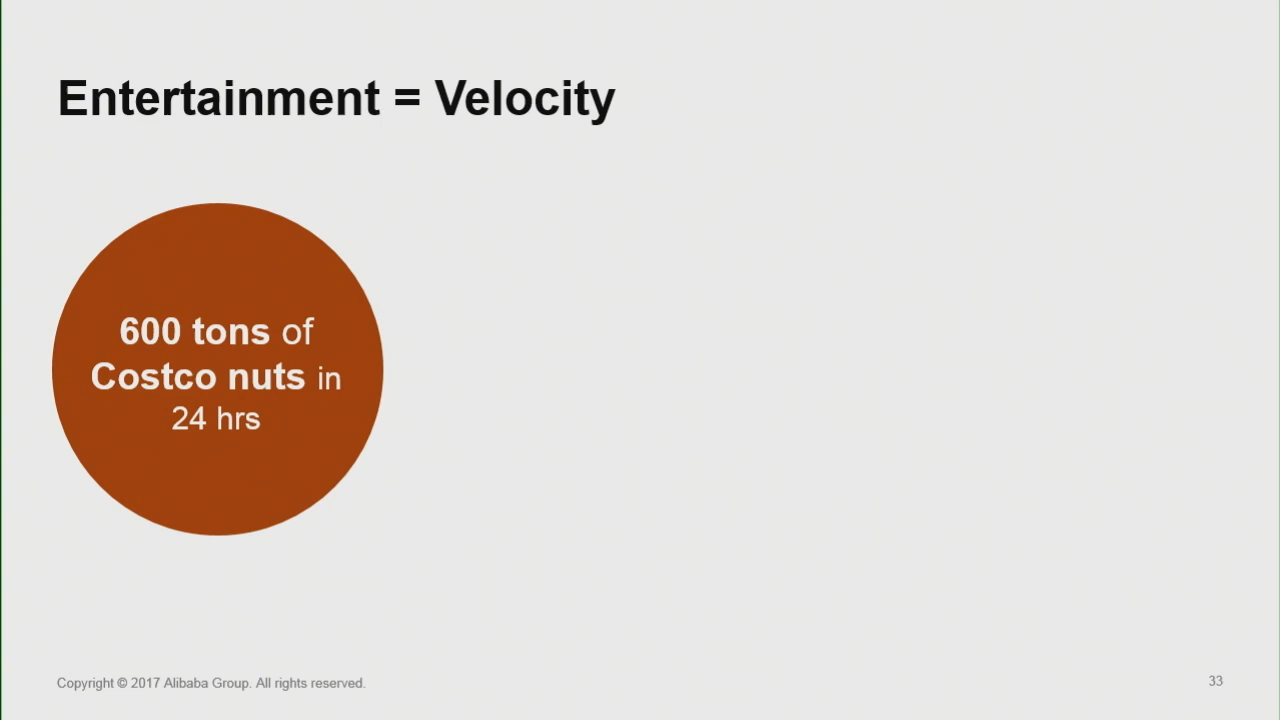 Entertainment = Velocity
600 tons of
Costco nuts in
24 hrs
Copyright © 2017 Alibaba Group. All rights reserved.
33